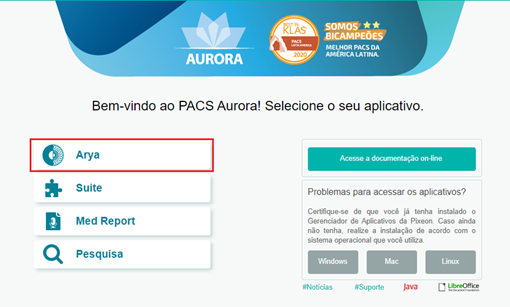 AURORA
BEST IN KLAS
PACS
LATIN AMERICA
2020
SOMOS
BICAMPEÕES
MELHOR PACS DA
AMÉRICA LATINA.
Bem-vindo ao PACS Aurora! Selecione o seu aplicativo.
Arya
Suite
Med Report
Pesquisa
Acesse a documentação on-line
Problemas para acessar os aplicativos?
Certifique-se de que você já tenha instalado o
Gerenciador de Aplicativos da Pixeon. Caso ainda
não tenha, realize a instalação de acordo com o
sistema operacional que você utiliza.
Windows
Mac
Linux
#Notícias
#Suporte
Java
LibreOffice